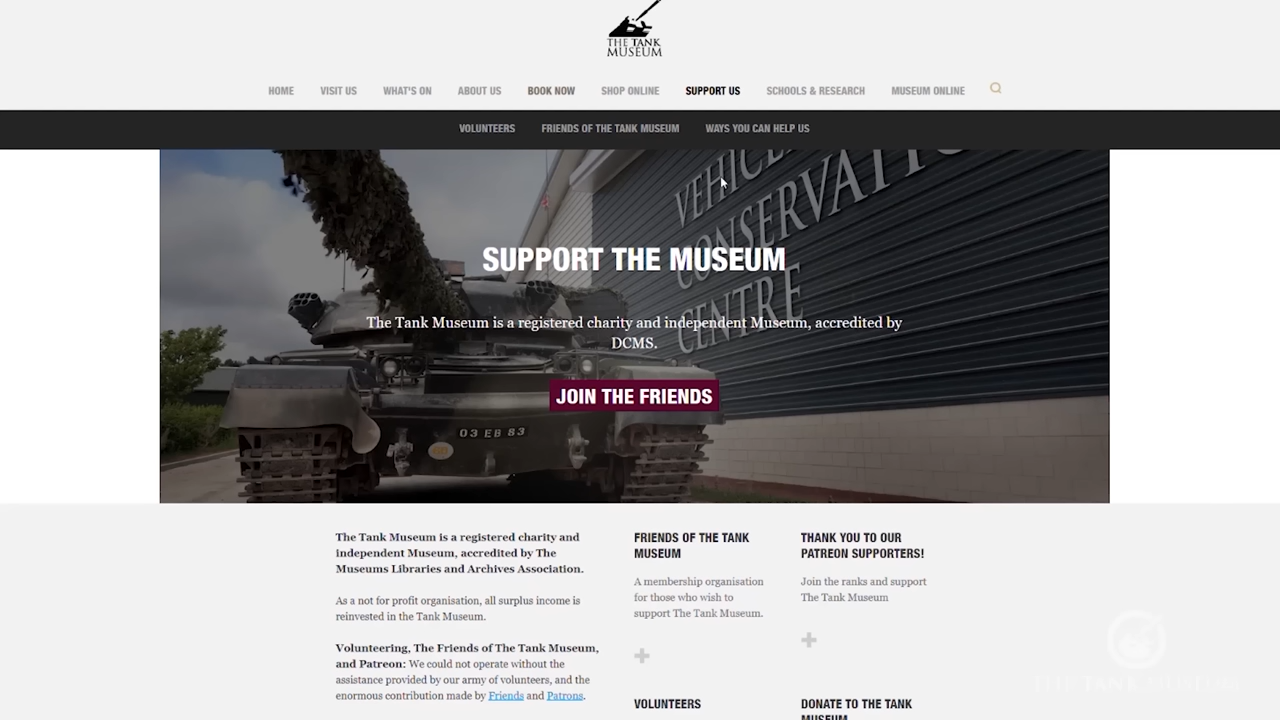 THE TANK
MUSEUM
HOME VISIT US WHAT'S ON ABOUT US BOOK NOW SHOP ONLINE SUPPORT US SCHOOLS & RESEARCH MUSEUM ONLINE
VOLUNTEERS FRIENDS OF THE TANK MUSEUM WAYS YOU CAN HELP US
VEHICLE
CONSERVATION
CENTRE
SUPPORT THE MUSEUM
The Tank Museum is a registered charity and independent Museum, accredited by
DCMS.
JOIN THE FRIENDS
03 EB 83
The Tank Museum is a registered charity and
independent Museum, accredited by The
Museums Libraries and Archives Association.
As a not for profit organisation, all surplus income is
reinvested in the Tank Museum.
Volunteering, The Friends of The Tank Museum,
and Patreon: We could not operate without the
assistance provided by our army of volunteers, and the
enormous contribution made by Friends and Patrons.
FRIENDS OF THE TANK
MUSEUM
A membership organisation
for those who wish to
support The Tank Museum.
VOLUNTEERS
THANK YOU TO OUR
PATREON SUPPORTERS!
Join the ranks and support
The Tank Museum
DONATE TO THE TANK
MUSEUM
THE TANK MUSEUM